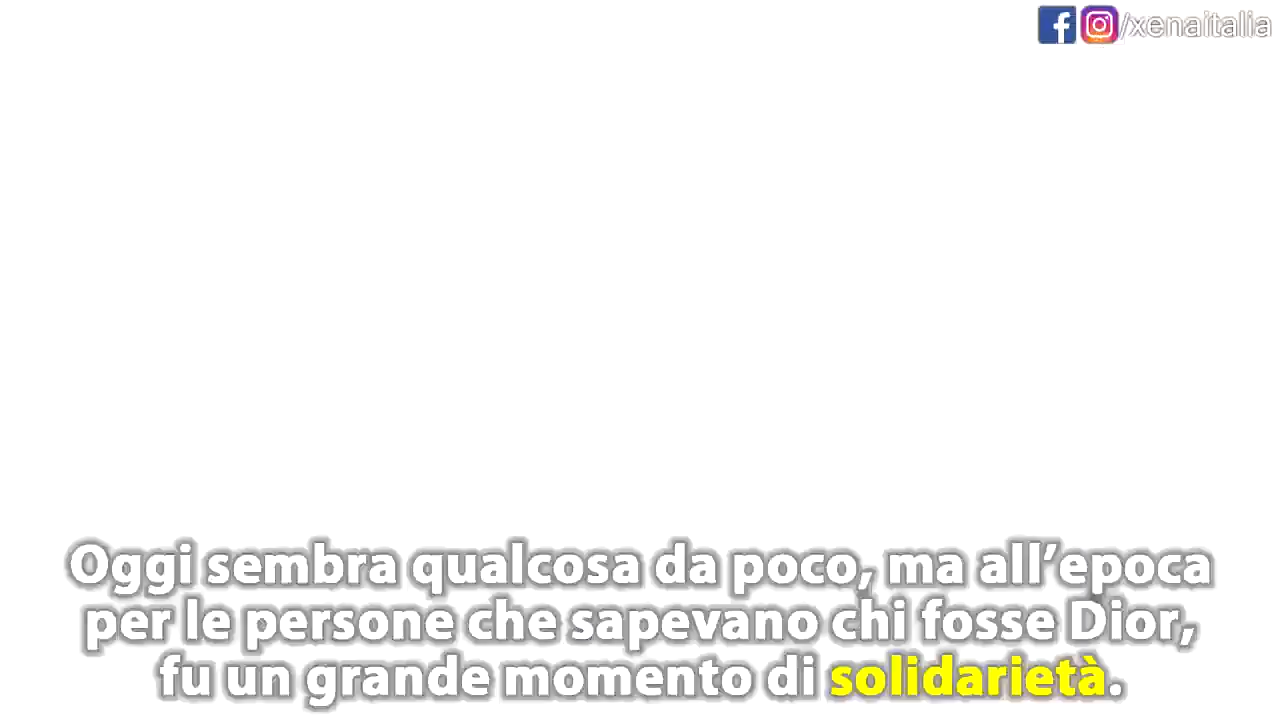 /xenaitalia
Oggi sembra qualcosa da poco, ma all’epoca
per le persone che sapevano chi fosse Dior,
fu un grande momento di solidarietà.